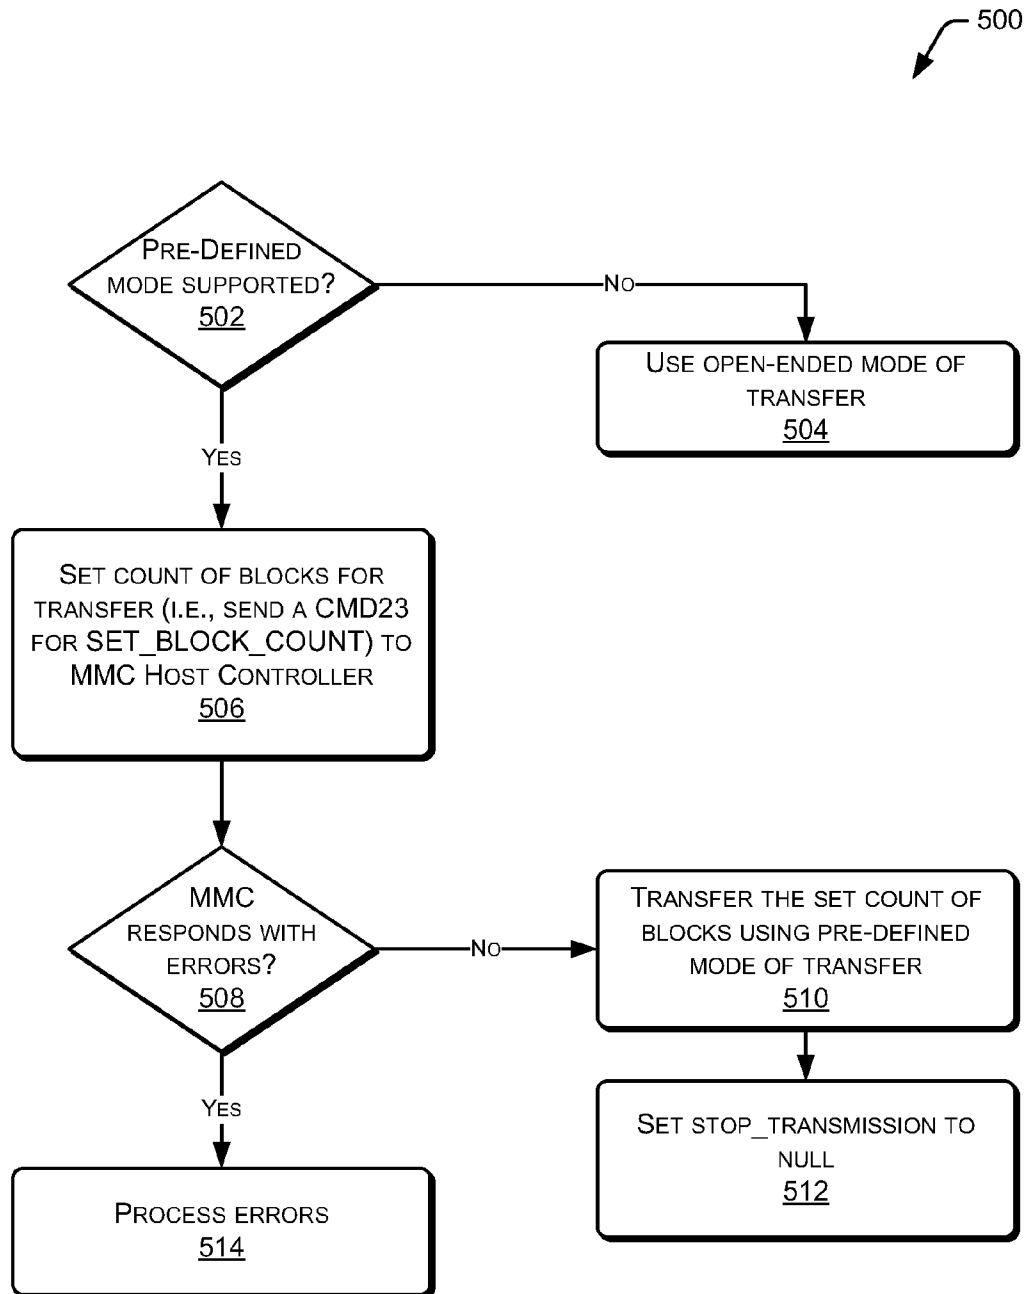 500
PRE-DEFINED
MODE SUPPORTED?
502
NO
USE OPEN-ENDED MODE OF
TRANSFER
504
YES
SET COUNT OF BLOCKS FOR
TRANSFER (I.E., SEND A CMD23
FOR SET_BLOCK_COUNT) TO
MMC HOST CONTROLLER
506
MMC
RESPONDS WITH
ERRORS?
508
NO
TRANSFER THE SET COUNT OF
BLOCKS USING PRE-DEFINED
MODE OF TRANSFER
510
YES
SET STOP_TRANSMISSION TO
NULL
512
PROCESS ERRORS
514